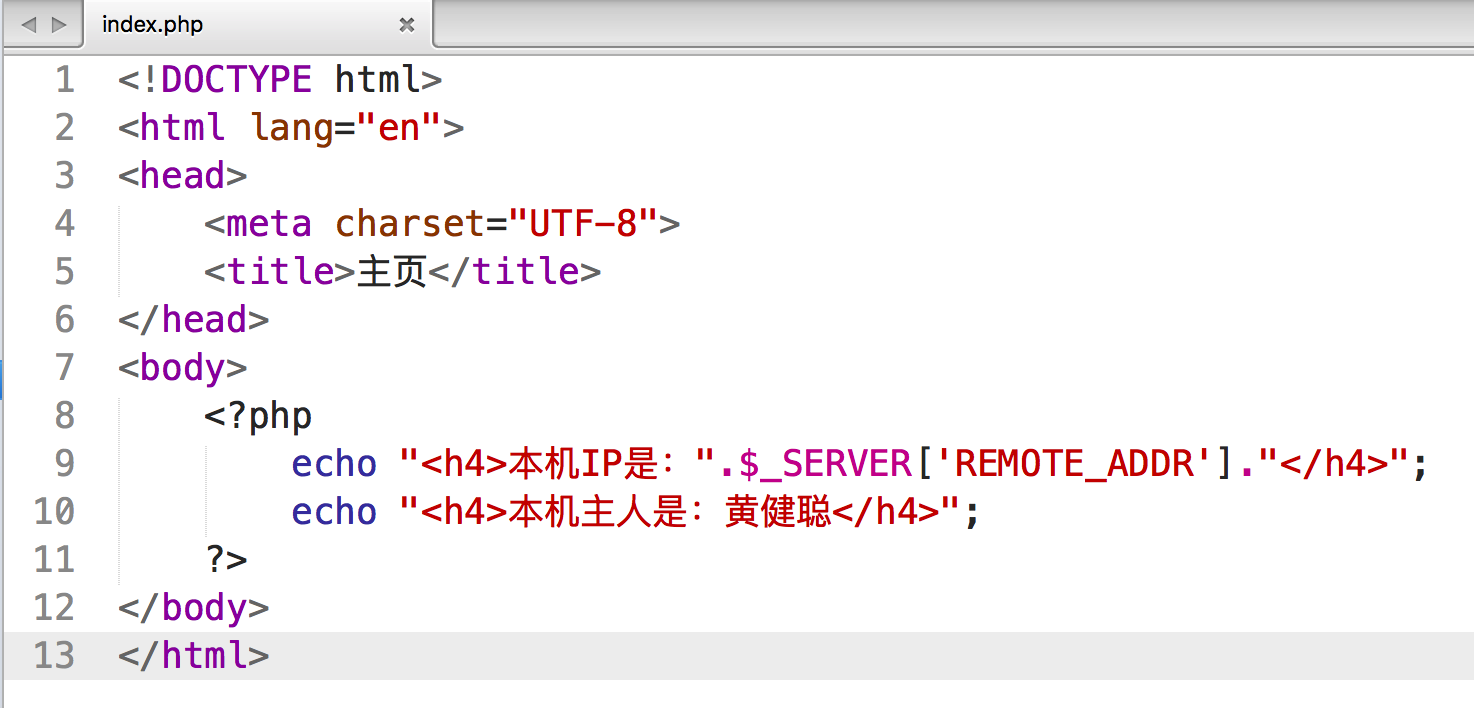 index.php
1 <!DOCTYPE html>
2 <html lang="en">
3 <head>
4     <meta charset="UTF-8">
5     <title>主页</title>
6 </head>
7 <body>
8     <?php
9         echo "<h4>本机IP是：".$_SERVER['REMOTE_ADDR']."</h4>";
10         echo "<h4>本机主人是：黄健聪</h4>";
11     ?>
12 </body>
13 </html>